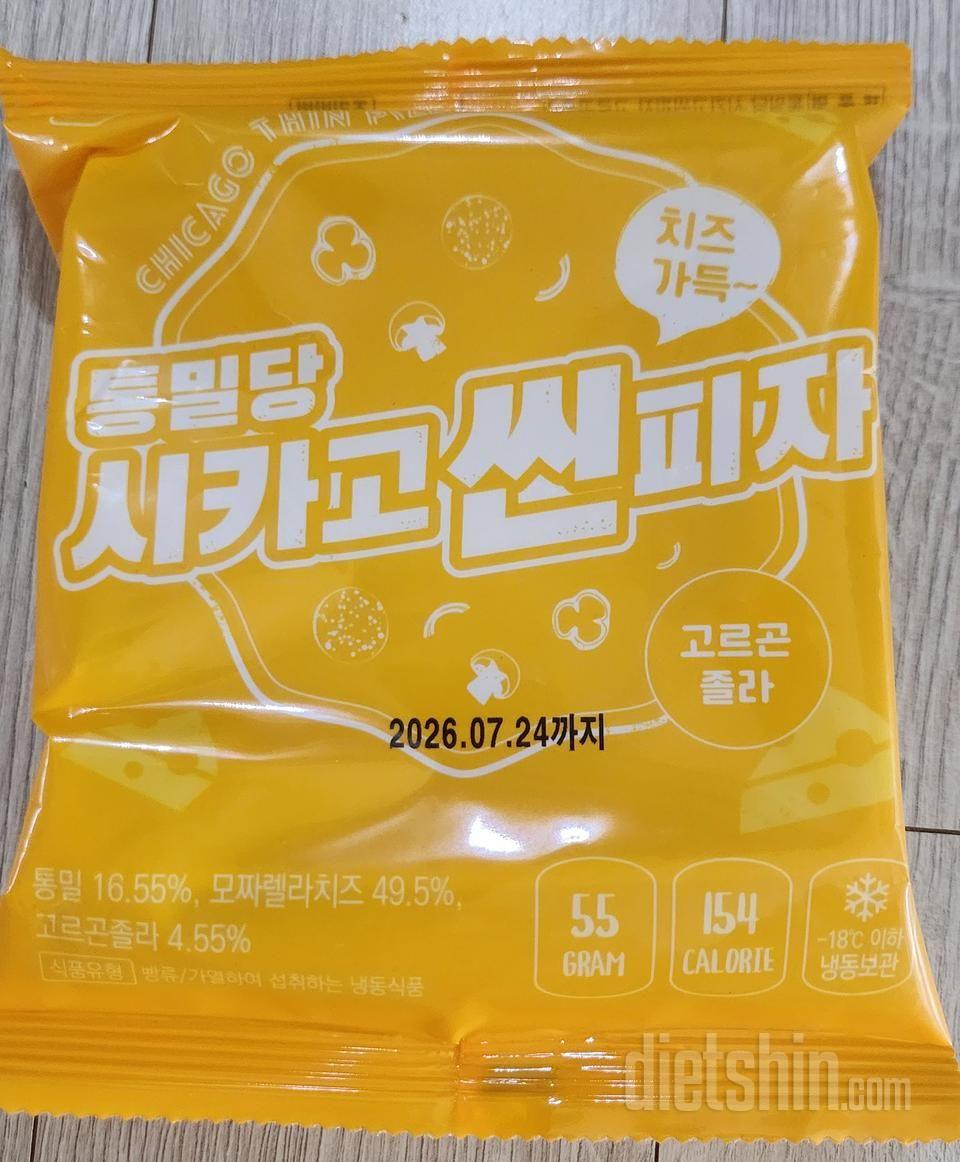 CHICAGO THIN
치즈
가득~
통밀당
시카고 씬 피자
고르곤
졸라
2026.07.24까지
통밀 16.55%, 모짜렐라치즈 49.5%,
고르곤졸라 4.55%
식품유형 빵류/가열하여 섭취하는 냉동식품
55
GRAM
154
CALORIE
-18℃ 이하
냉동보관
dietshin.com